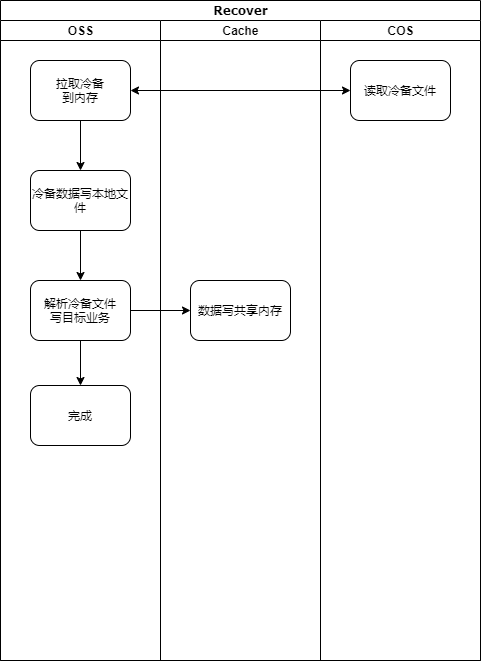 Recover
OSS
Cache
COS
拉取冷备
到内存
读取冷备文件
冷备数据写本地文
件
解析冷备文件
写目标业务
数据写共享内存
完成